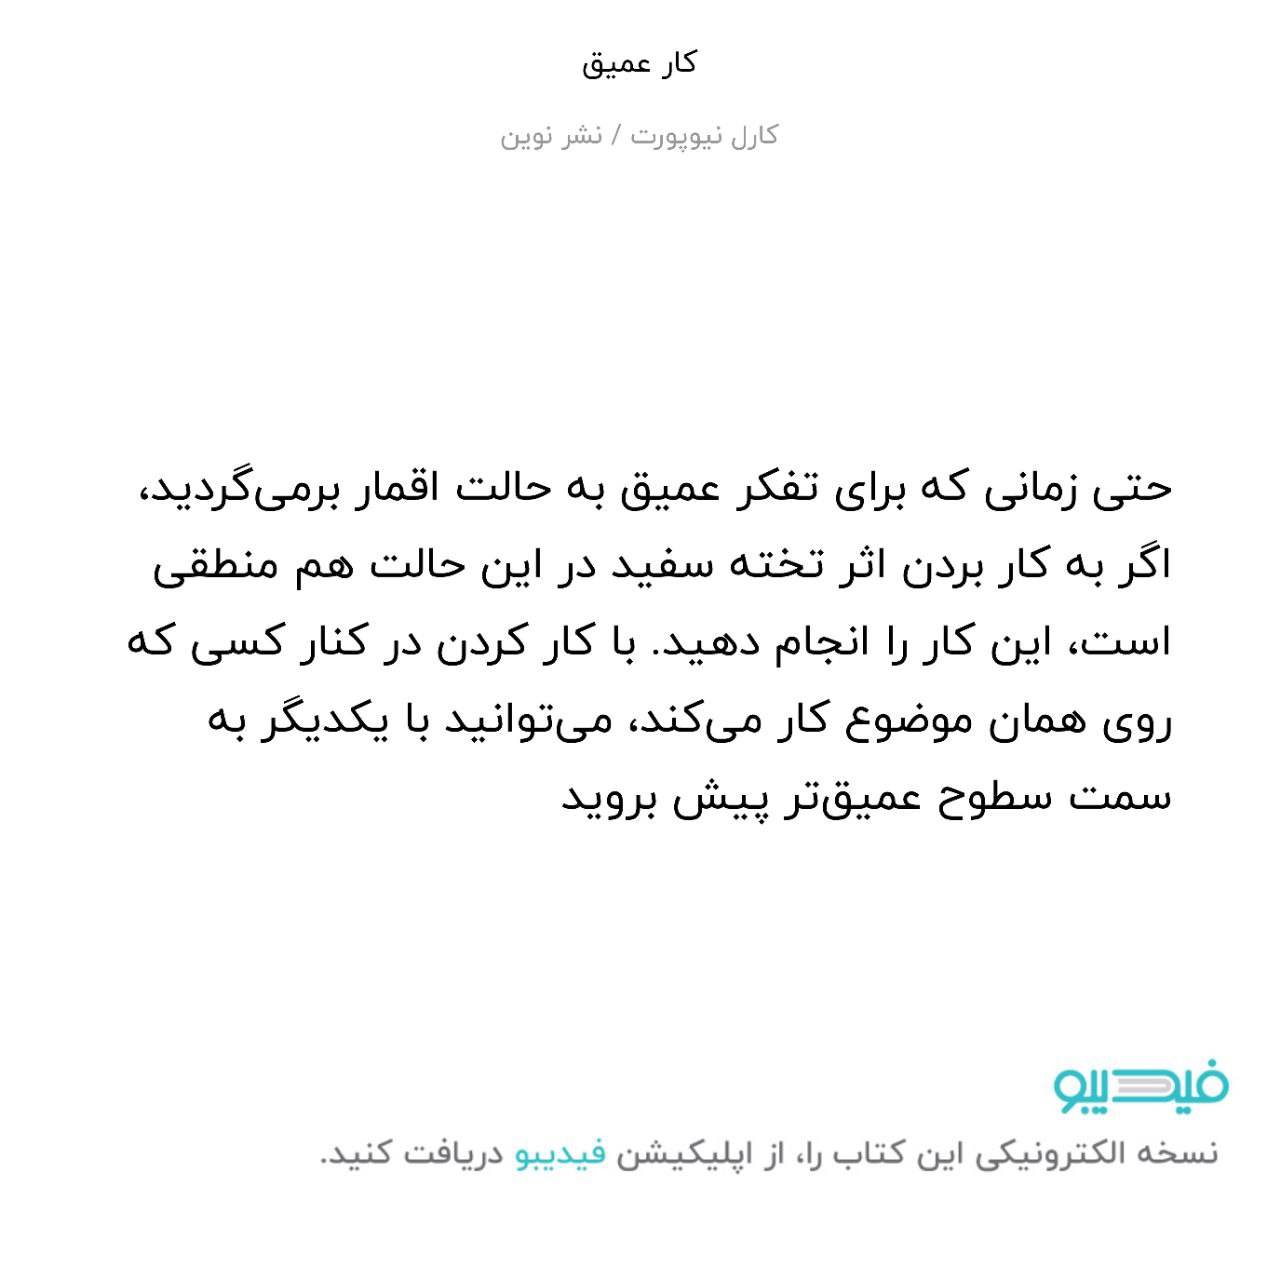 کار عمیق
کارل نیوپورت / نشر نوین
حتی زمانی که برای تفکر عمیق به حالت اقمار برمی‌گردید،
اگر به کار بردن اثر تخته سفید در این حالت هم منطقی
است، این کار را انجام دهید. با کار کردن در کنار کسی که
روی همان موضوع کار می‌کند، می‌توانید با یکدیگر به
سمت سطوح عمیق‌تر پیش بروید
فیدیبو
نسخه الکترونیکی این کتاب را، از اپلیکیشن فیدیبو دریافت کنید.